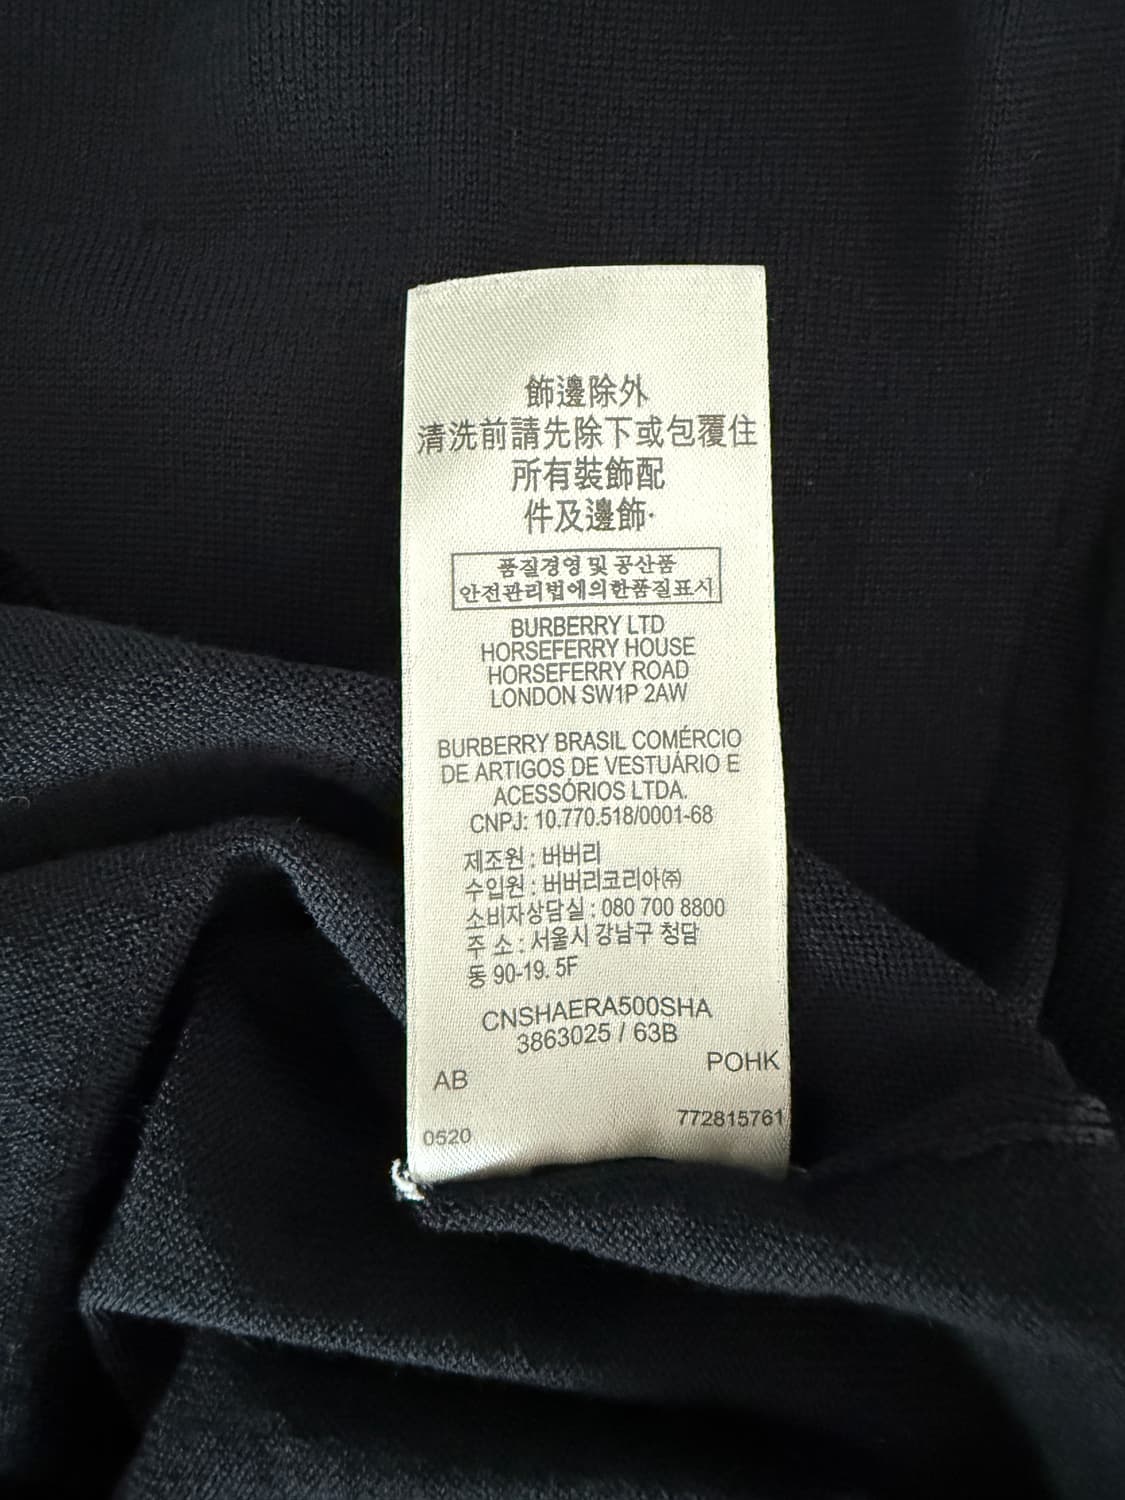 飾邊除外
清洗前請先除下或包覆住
所有裝飾配
件及邊飾·
품질경영 및 공산품
안전관리법에의한품질표시
BURBERRY LTD
HORSEFERRY HOUSE
HORSEFERRY ROAD
LONDON SW1P 2AW
BURBERRY BRASIL COMÉRCIO
DE ARTIGOS DE VESTUÁRIO E
ACESSÓRIOS LTDA.
CNPJ: 10.770.518/0001-68
제조원 : 버버리
수입원 : 버버리코리아㈜
소비자상담실 : 080 700 8800
주 소 : 서울시 강남구 청담
동 90-19. 5F
CNSHAERA500SHA
3863025 / 63B
AB POHK
0520 772815761